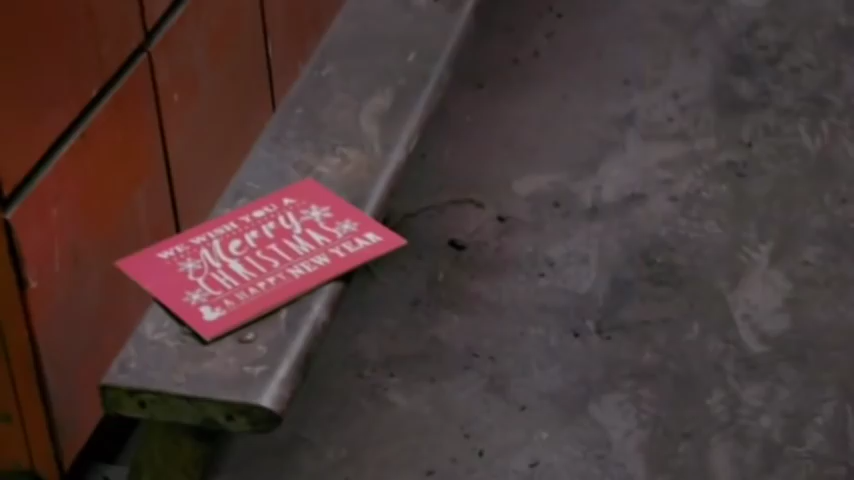 WE WISH YOU A
Merry
CHRISTMAS
& A HAPPY NEW YEAR